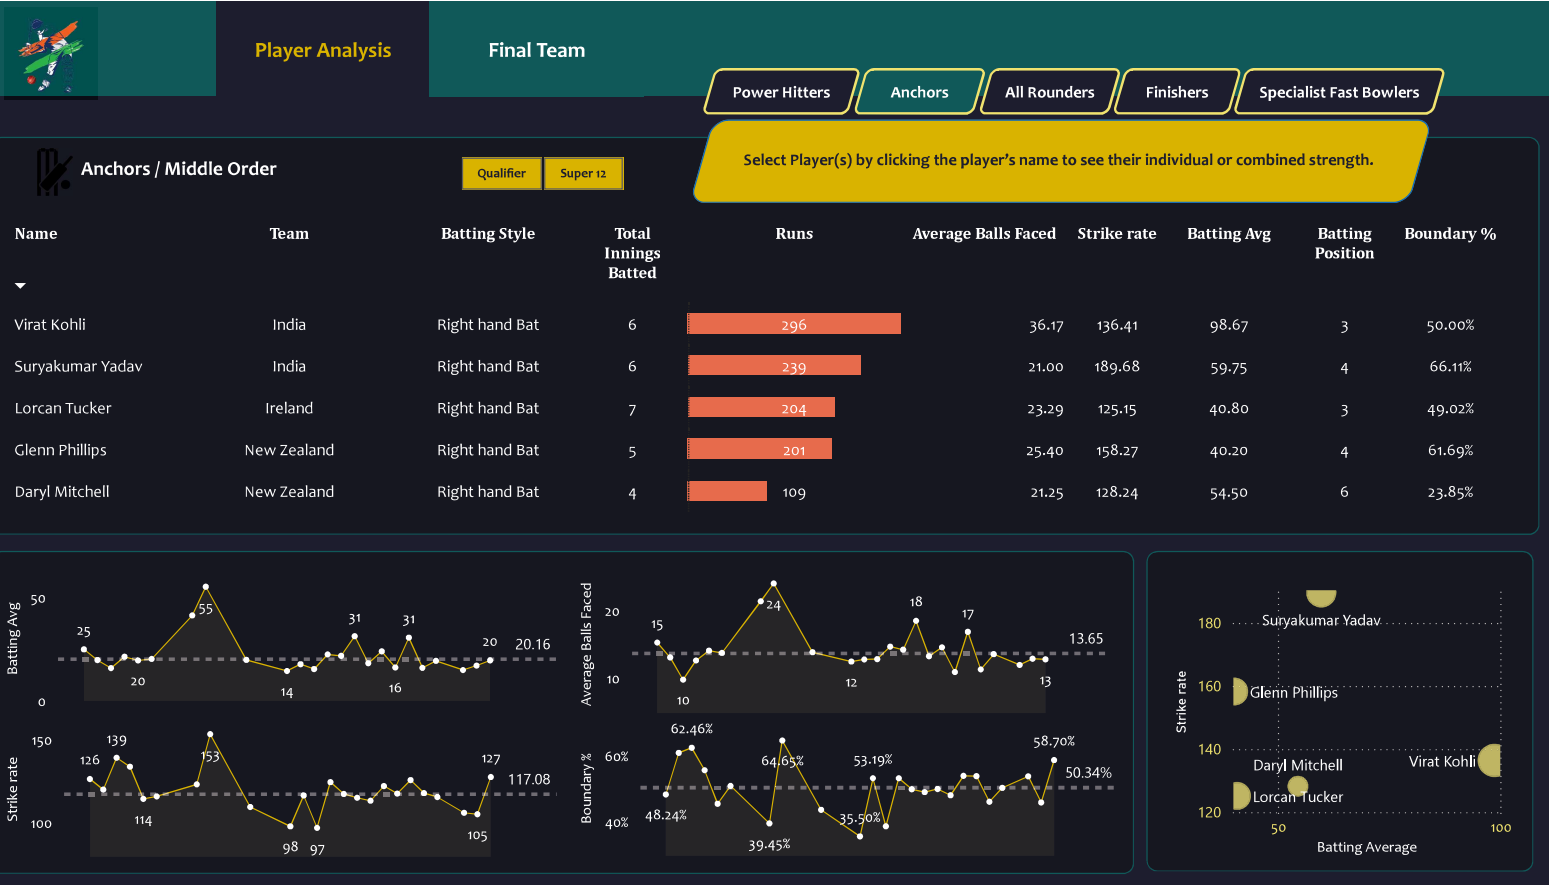 Player Analysis
Final Team
Power Hitters
Anchors
All Rounders
Finishers
Specialist Fast Bowlers
Select Player(s) by clicking the player's name to see their individual or combined strength.
Anchors / Middle Order
Qualifier
Super 12
Name Team Batting Style Total Innings Batted Runs Average Balls Faced Strike rate Batting Avg Batting Position Boundary %
Virat Kohli India Right hand Bat 6 296 36.17 136.41 98.67 3 50.00%
Suryakumar Yadav India Right hand Bat 6 239 21.00 189.68 59.75 4 66.11%
Lorcan Tucker Ireland Right hand Bat 7 204 23.29 125.15 40.80 3 49.02%
Glenn Phillips New Zealand Right hand Bat 5 201 25.40 158.27 40.20 4 61.69%
Daryl Mitchell New Zealand Right hand Bat 4 109 21.25 128.24 54.50 6 23.85%
Batting Avg
50
0
25
20
55
14
31
16
31
20
20.16
Average Balls Faced
20
10
15
10
24
12
18
17
13
13.65
Strike rate
150
100
126
139
114
153
98
97
105
127
117.08
Boundary %
60%
40%
48.24%
62.46%
39.45%
64.65%
35.50%
53.19%
58.70%
50.34%
Strike rate
180
160
140
120
Suryakumar Yadav
Glenn Phillips
Virat Kohli
Daryl Mitchell
Lorcan Tucker
50
100
Batting Average